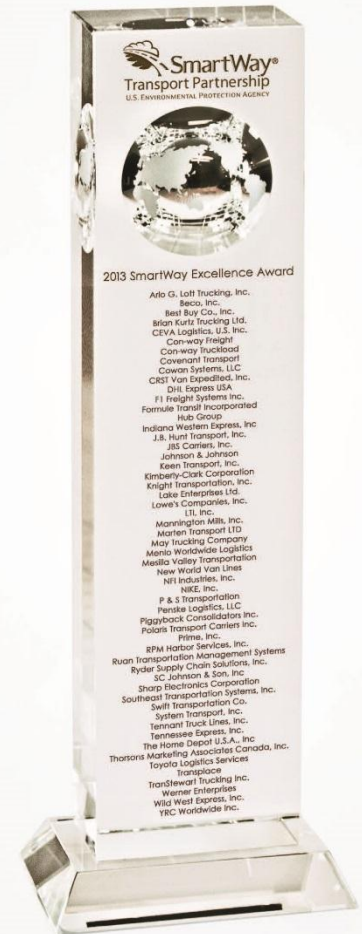 SmartWay®
Transport Partnership
U.S. ENVIRONMENTAL PROTECTION AGENCY
2013 SmartWay Excellence Award
Arlo G. Lott Trucking, Inc.
Beco, Inc.
Best Buy Co., Inc.
Brian Kurtz Trucking Ltd.
CEVA Logistics, U.S. Inc.
Con-way Freight
Con-way Truckload
Covenant Transport
Cowan Systems, LLC
CRST Van Expedited, Inc.
DHL Express USA
F1 Freight Systems Inc.
Formule Transit Incorporated
Hub Group
Indiana Western Express, Inc
J.B. Hunt Transport, Inc.
JBS Carriers, Inc.
Johnson & Johnson
Keen Transport, Inc.
Kimberly-Clark Corporation
Knight Transportation, Inc.
Lake Enterprises Ltd.
Lowe's Companies, Inc.
LTI, Inc.
Mannington Mills, Inc.
Marten Transport LTD
May Trucking Company
Menlo Worldwide Logistics
Mesilla Valley Transportation
New World Van Lines
NFI Industries, Inc.
NIKE, Inc.
P & S Transportation
Penske Logistics, LLC
Piggyback Consolidators Inc.
Polaris Transport Carriers Inc.
Prime, Inc.
RPM Harbor Services, Inc.
Ruan Transportation Management Systems
Ryder Supply Chain Solutions, Inc.
SC Johnson & Son, Inc
Sharp Electronics Corporation
Southeast Transportation Systems, Inc.
Swift Transportation Co.
System Transport, Inc.
Tennant Truck Lines, Inc.
Tennessee Express, Inc.
The Home Depot U.S.A., Inc
Thorsons Marketing Associates Canada, Inc.
Toyota Logistics Services
Transplace
TranStewart Trucking Inc.
Werner Enterprises
Wild West Express, Inc.
YRC Worldwide Inc.